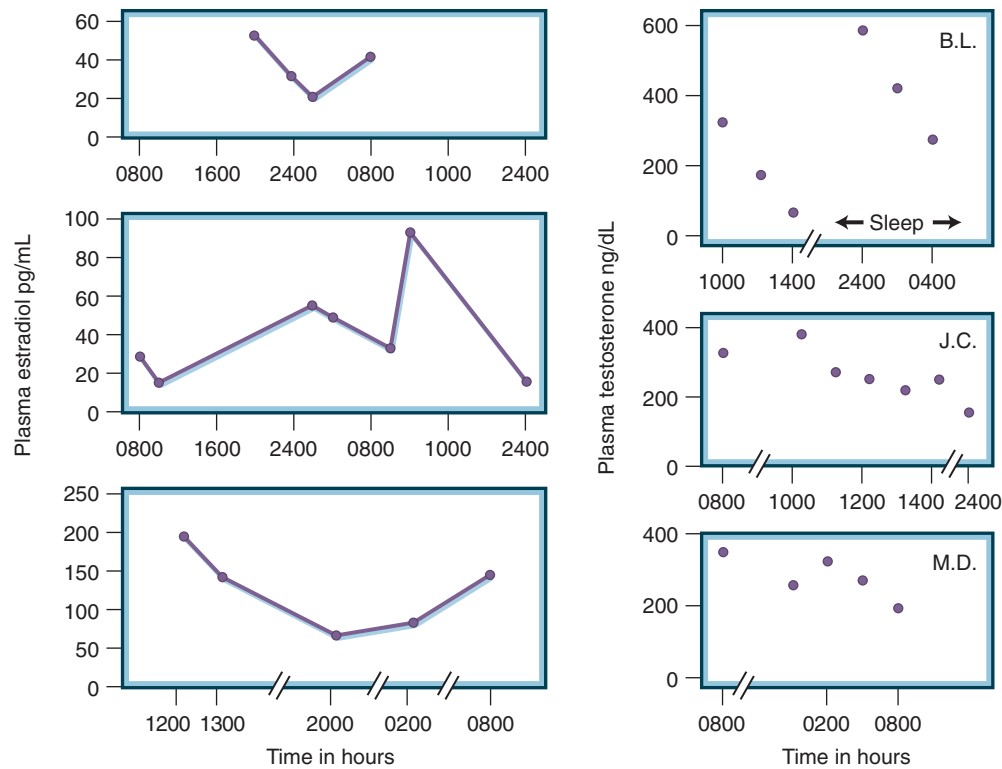 Plasma estradiol pg/mL
60
40
20
0
0800 1600 2400 0800 1000 2400
100
80
60
40
20
0
0800 1600 2400 0800 1000 2400
250
200
150
100
50
0
1200 1300 2000 0200 0800
Time in hours
Plasma testosterone ng/dL
600
B.L.
400
200
Sleep
0
1000 1400 2400 0400
400
J.C.
200
0
0800 1000 1200 1400 2400
400
M.D.
200
0
0800 0200 0800
Time in hours